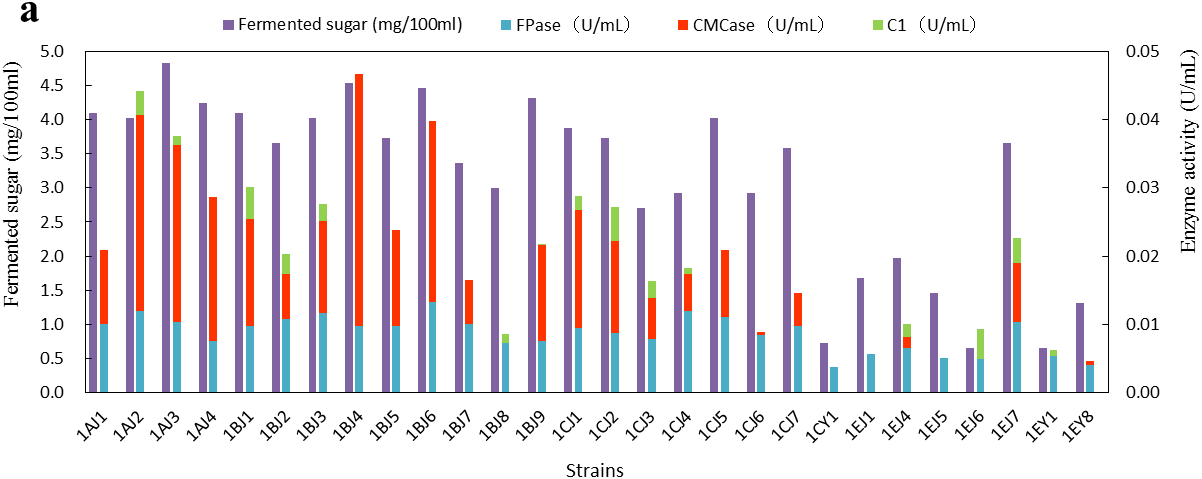 a
Fermented sugar (mg/100ml) FPase（U/mL） CMCase（U/mL） C1（U/mL）
Fermented sugar (mg/100ml)
5.0
4.5
4.0
3.5
3.0
2.5
2.0
1.5
1.0
0.5
0.0
0.05
0.04
0.03
0.02
0.01
0.00
Enzyme activity (U/mL)
1AJ1 1AJ2 1AJ3 1AJ4 1BJ1 1BJ2 1BJ3 1BJ4 1BJ5 1BJ6 1BJ7 1BJ8 1BJ9 1CJ1 1CJ2 1CJ3 1CJ4 1CJ5 1CJ6 1CJ7 1CY1 1EJ1 1EJ4 1EJ5 1EJ6 1EJ7 1EY1 1EY8
Strains